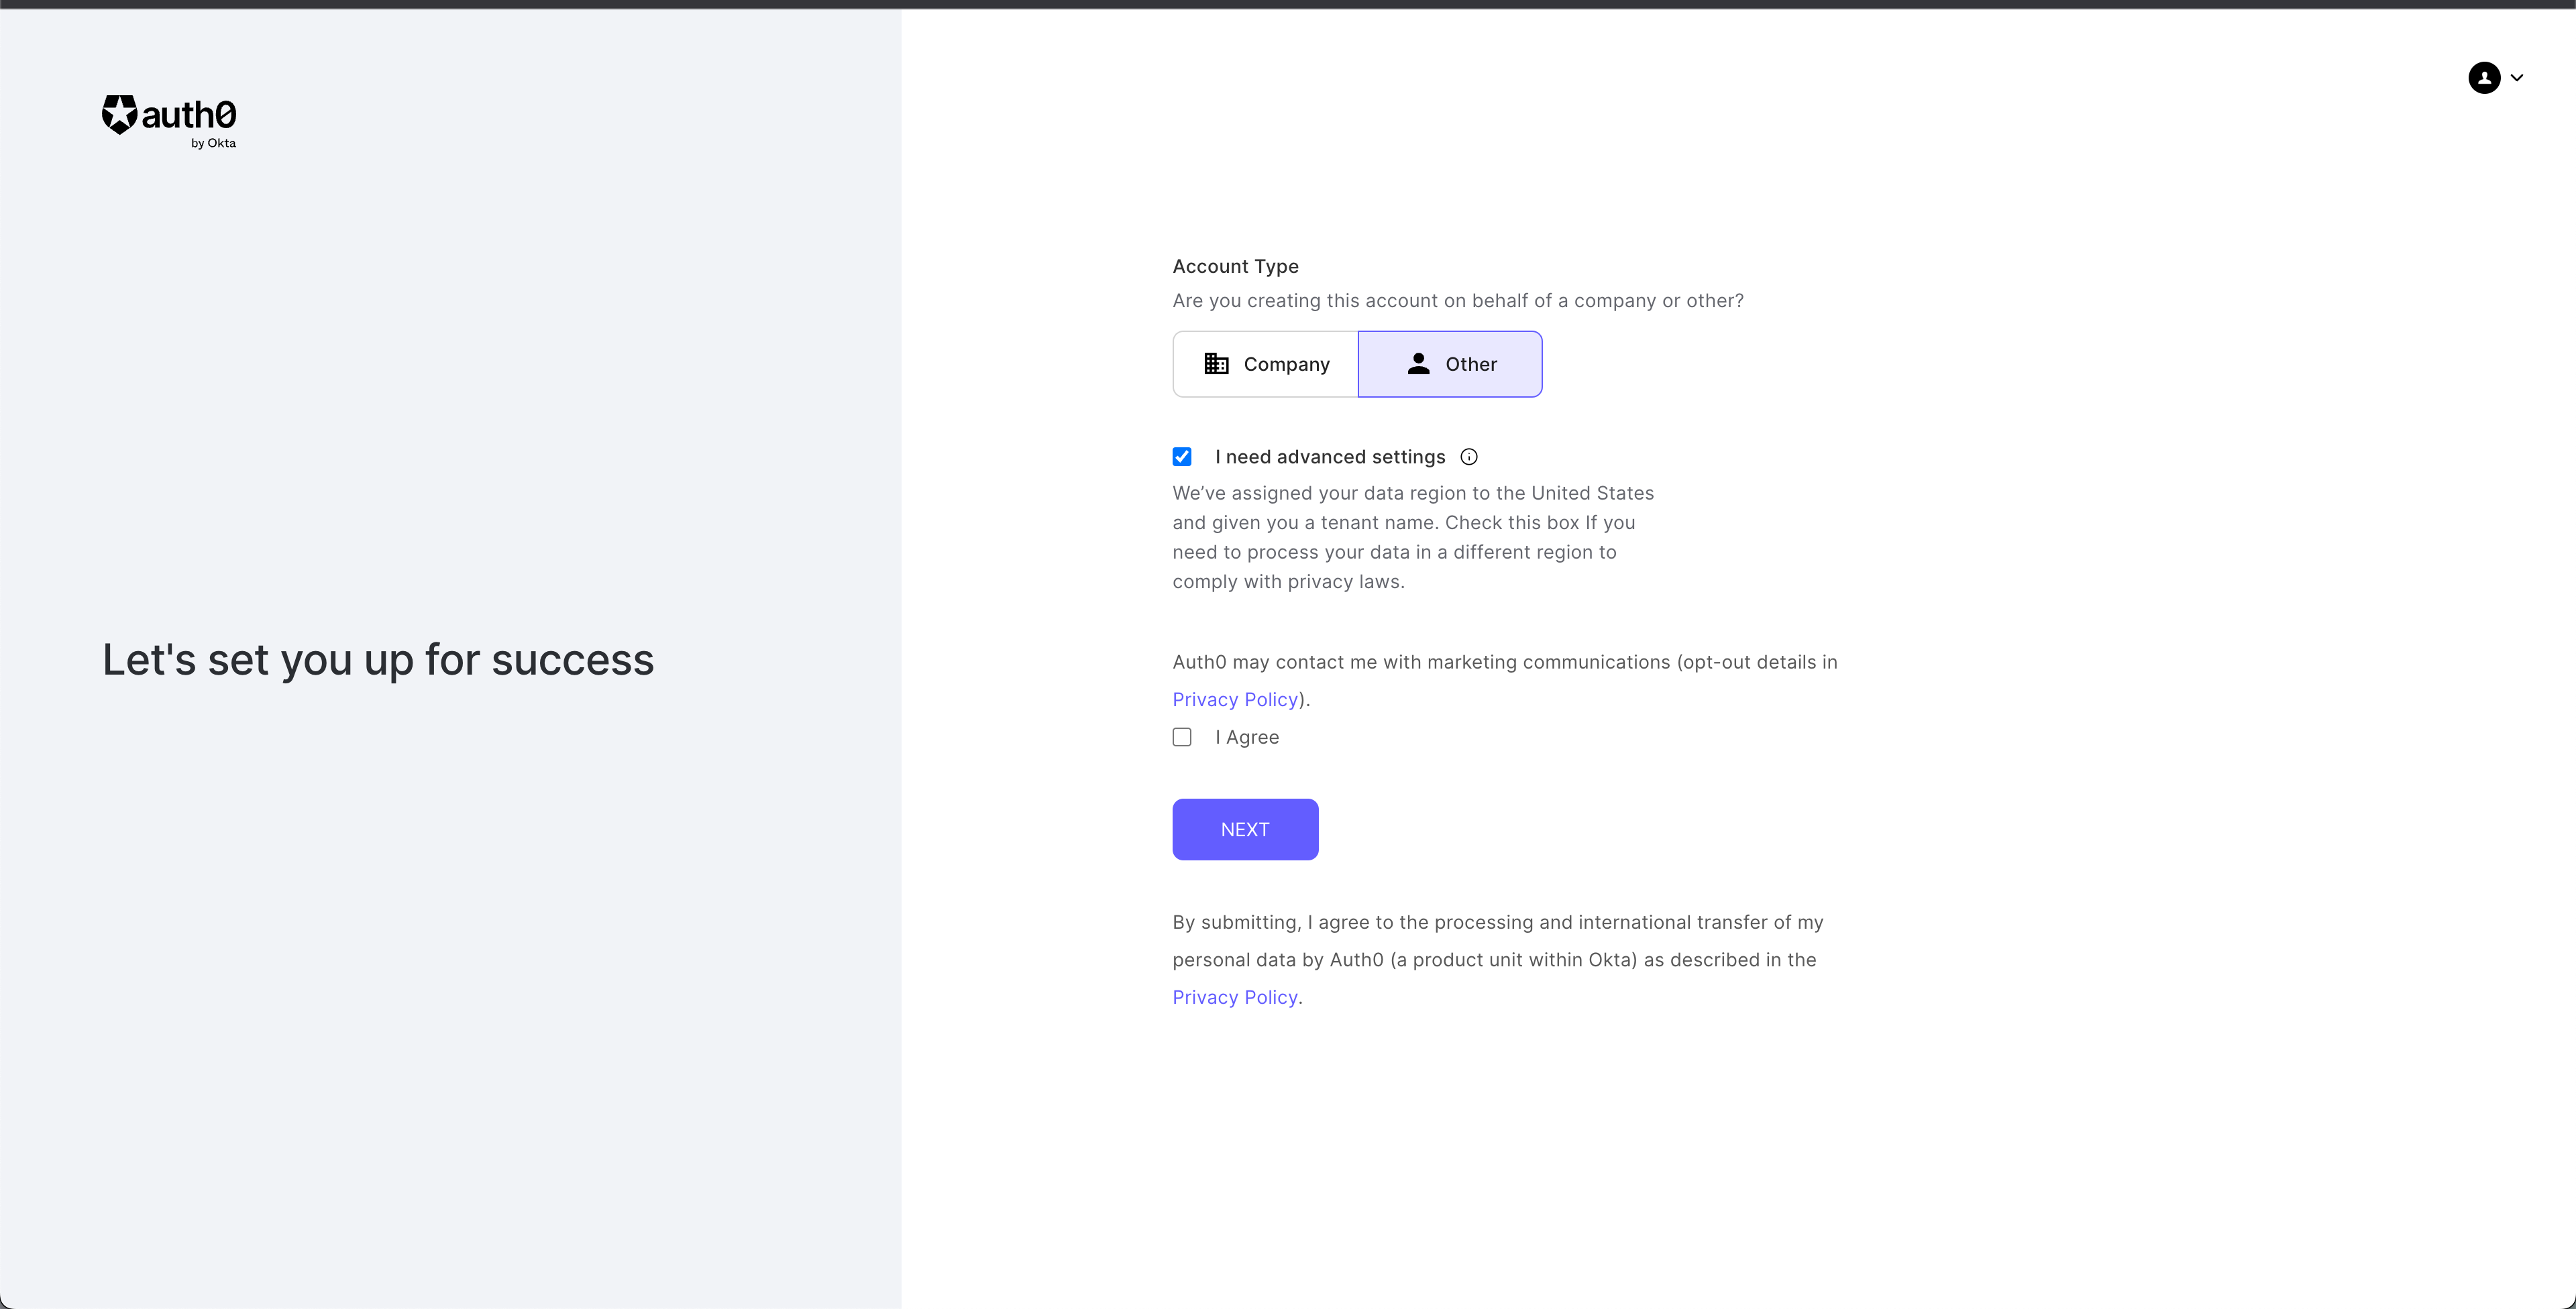 auth0
by Okta
Let's set you up for success
Account Type
Are you creating this account on behalf of a company or other?
Company
Other
I need advanced settings
We’ve assigned your data region to the United States
and given you a tenant name. Check this box If you
need to process your data in a different region to
comply with privacy laws.
Auth0 may contact me with marketing communications (opt-out details in
Privacy Policy).
I Agree
NEXT
By submitting, I agree to the processing and international transfer of my
personal data by Auth0 (a product unit within Okta) as described in the
Privacy Policy.